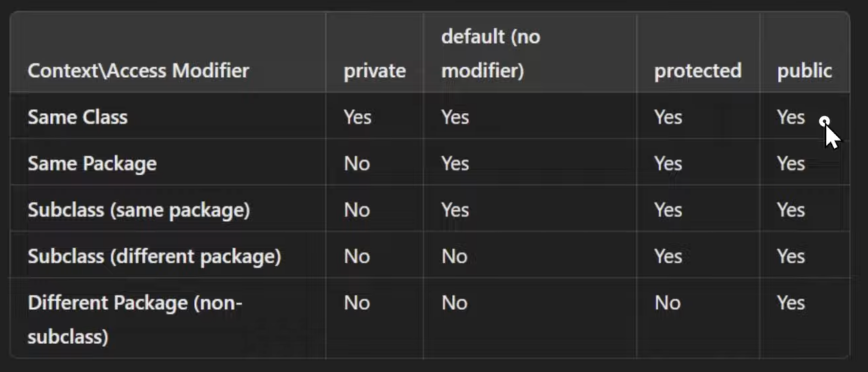 Context\Access Modifier private default (no modifier) protected public
Same Class Yes Yes Yes Yes
Same Package No Yes Yes Yes
Subclass (same package) No Yes Yes Yes
Subclass (different package) No No Yes Yes
Different Package (non-subclass) No No No Yes